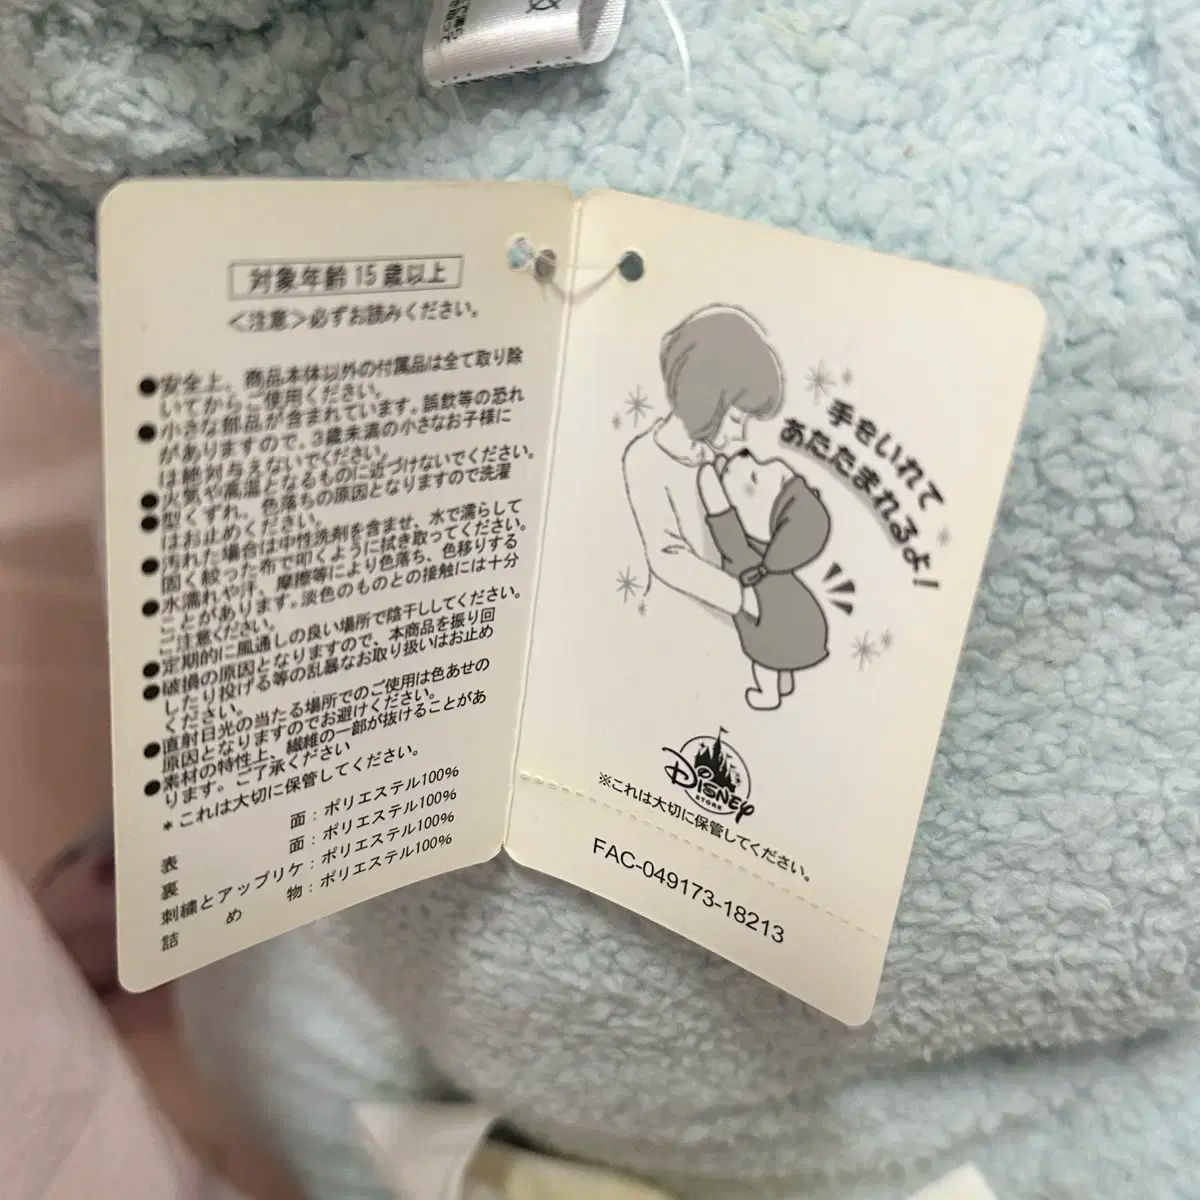 対象年齢15歳以上
<注意>必ずお読みください。
●安全上、商品本体以外の付属品は全て取り除
いてからご使用ください。
●小さな部品が含まれています。誤飲等の恐れ
がありますので、3歳未満の小さなお子様に
は絶対与えないでください。
●火気や高温となるものに近づけないでください。
●型くずれ、色落ちの原因となりますので洗濯
はお止めください。
●汚れた場合は中性洗剤を含ませ、水で濡らして
固く絞った布で叩くように拭き取ってください。
●水濡れや汗、摩擦等により色落ち、色移りする
ことがあります。淡色のものとの接触には十分
ご注意ください。
●定期的に風通しの良い場所で陰干ししてください。
●破損の原因となりますので、本商品を振り回
したり投げる等の乱暴なお取り扱いはお止め
ください。
●直射日光の当たる場所でのご使用は色あせの
原因となりますのでお避けください。
●素材の特性上、繊維の一部が抜けることがあ
ります。ご了承ください
*これは大切に保管してください。
表 面:ポリエステル100%
裏 面:ポリエステル100%
刺繍とアップリケ:ポリエステル100%
詰 め 物:ポリエステル100%
手をいれて
あたたまれるよ!
Disney
STORE
※これは大切に保管してください。
FAC-049173-18213